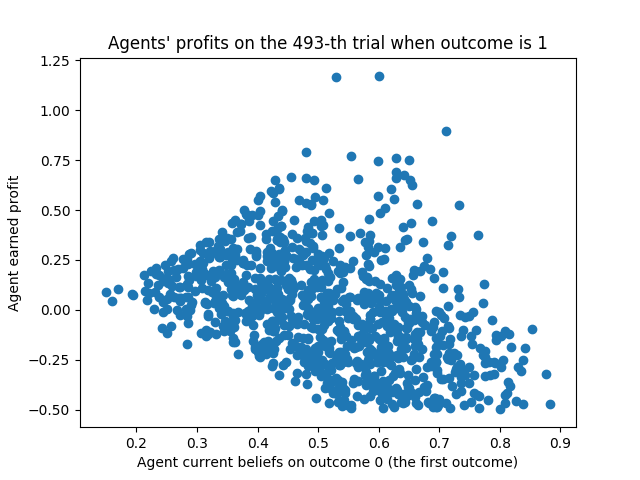 Agents' profits on the 493-th trial when outcome is 1
1.25
1.00
0.75
0.50
0.25
0.00
−0.25
−0.50
Agent earned profit
0.2 0.3 0.4 0.5 0.6 0.7 0.8 0.9
Agent current beliefs on outcome 0 (the first outcome)